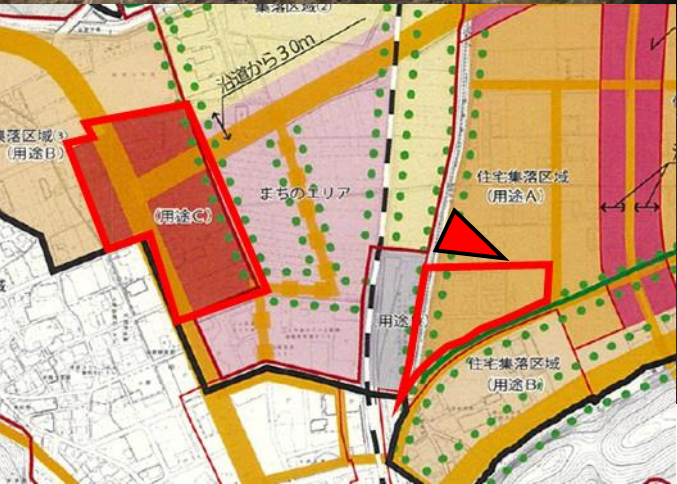 集落区域(2)
沿道から30m
集落区域(3)
(用途B)
(用途C)
まちのエリア
住宅集落区域
(用途A)
用途
住宅集落区域
(用途B)